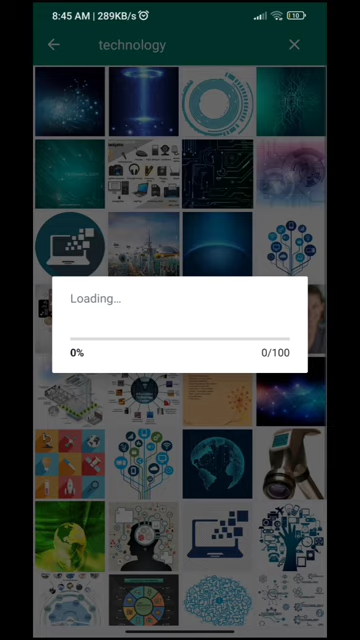 8:45 AM | 289KB/s
10
technology
Loading...
0%
0/100